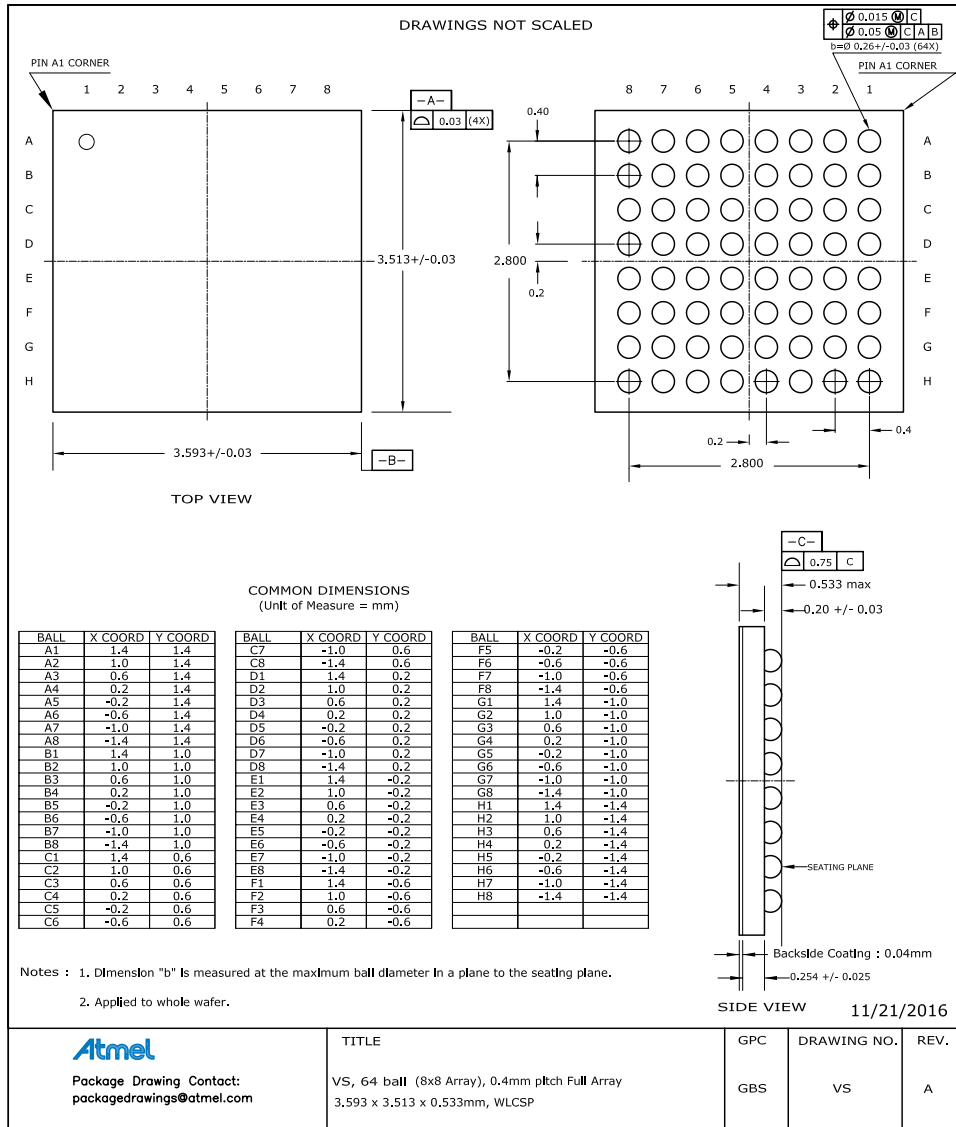 DRAWINGS NOT SCALED
⌖ Ø 0.015 Ⓜ C
Ø 0.05 Ⓜ C A B
b=Ø 0.26+/-0.03 (64X)
PIN A1 CORNER
PIN A1 CORNER
1 2 3 4 5 6 7 8
8 7 6 5 4 3 2 1
-A-
⌓ 0.03 (4X)
0.40
A
B
C
D
E
F
G
H
3.513+/-0.03
2.800
0.2
A
B
C
D
E
F
G
H
3.593+/-0.03
-B-
0.2
0.4
2.800
TOP VIEW
-C-
⌓ 0.75 C
0.533 max
0.20 +/- 0.03
COMMON DIMENSIONS
(Unit of Measure = mm)
BALL X COORD Y COORD
A1 1.4 1.4
A2 1.0 1.4
A3 0.6 1.4
A4 0.2 1.4
A5 -0.2 1.4
A6 -0.6 1.4
A7 -1.0 1.4
A8 -1.4 1.4
B1 1.4 1.0
B2 1.0 1.0
B3 0.6 1.0
B4 0.2 1.0
B5 -0.2 1.0
B6 -0.6 1.0
B7 -1.0 1.0
B8 -1.4 1.0
C1 1.4 0.6
C2 1.0 0.6
C3 0.6 0.6
C4 0.2 0.6
C5 -0.2 0.6
C6 -0.6 0.6
BALL X COORD Y COORD
C7 -1.0 0.6
C8 -1.4 0.6
D1 1.4 0.2
D2 1.0 0.2
D3 0.6 0.2
D4 0.2 0.2
D5 -0.2 0.2
D6 -0.6 0.2
D7 -1.0 0.2
D8 -1.4 0.2
E1 1.4 -0.2
E2 1.0 -0.2
E3 0.6 -0.2
E4 0.2 -0.2
E5 -0.2 -0.2
E6 -0.6 -0.2
E7 -1.0 -0.2
E8 -1.4 -0.2
F1 1.4 -0.6
F2 1.0 -0.6
F3 0.6 -0.6
F4 0.2 -0.6
BALL X COORD Y COORD
F5 -0.2 -0.6
F6 -0.6 -0.6
F7 -1.0 -0.6
F8 -1.4 -0.6
G1 1.4 -1.0
G2 1.0 -1.0
G3 0.6 -1.0
G4 0.2 -1.0
G5 -0.2 -1.0
G6 -0.6 -1.0
G7 -1.0 -1.0
G8 -1.4 -1.0
H1 1.4 -1.4
H2 1.0 -1.4
H3 0.6 -1.4
H4 0.2 -1.4
H5 -0.2 -1.4
H6 -0.6 -1.4
H7 -1.0 -1.4
H8 -1.4 -1.4
SEATING PLANE
Backside Coating : 0.04mm
0.254 +/- 0.025
SIDE VIEW
11/21/2016
Notes : 1. Dimension "b" is measured at the maximum ball diameter in a plane to the seating plane.
2. Applied to whole wafer.
Atmel
Package Drawing Contact:
packagedrawings@atmel.com
TITLE
VS, 64 ball (8x8 Array), 0.4mm pitch Full Array
3.593 x 3.513 x 0.533mm, WLCSP
GPC
GBS
DRAWING NO.
VS
REV.
A